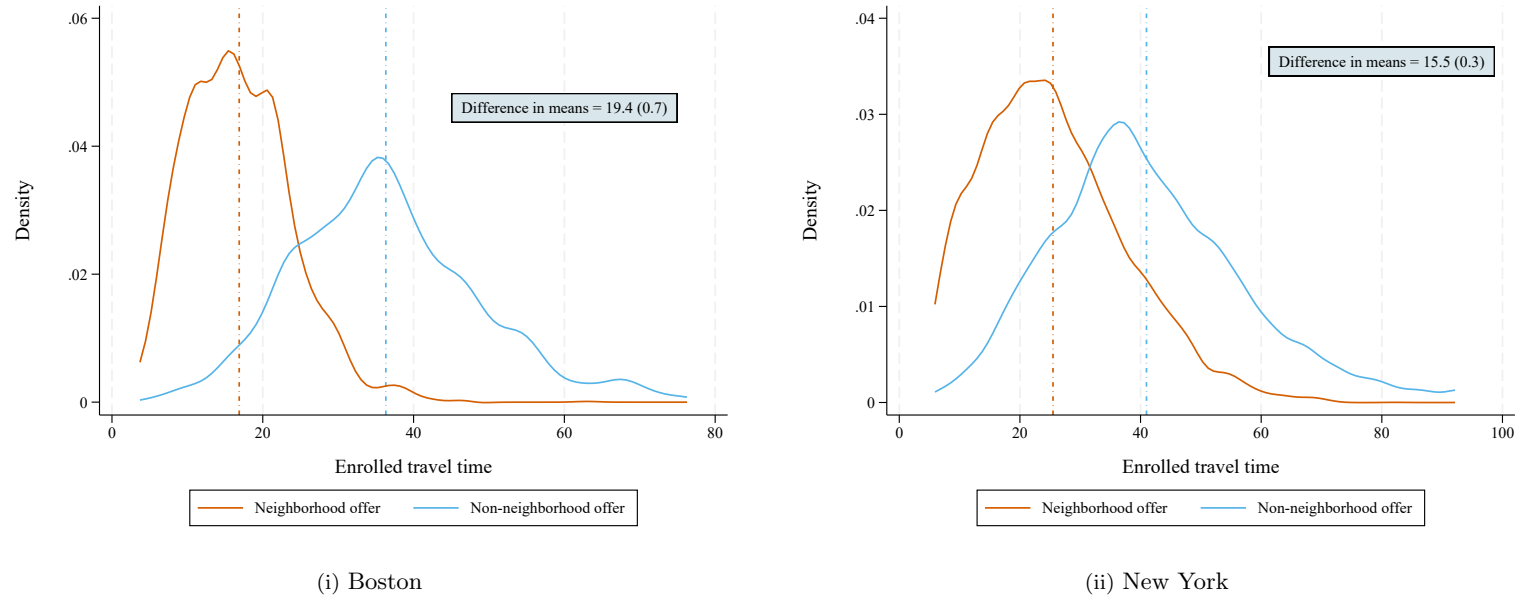 .06
.04
.02
0
Density
Difference in means = 19.4 (0.7)
0 20 40 60 80
Enrolled travel time
Neighborhood offer Non-neighborhood offer
(i) Boston
.04
.03
.02
.01
0
Density
Difference in means = 15.5 (0.3)
0 20 40 60 80 100
Enrolled travel time
Neighborhood offer Non-neighborhood offer
(ii) New York